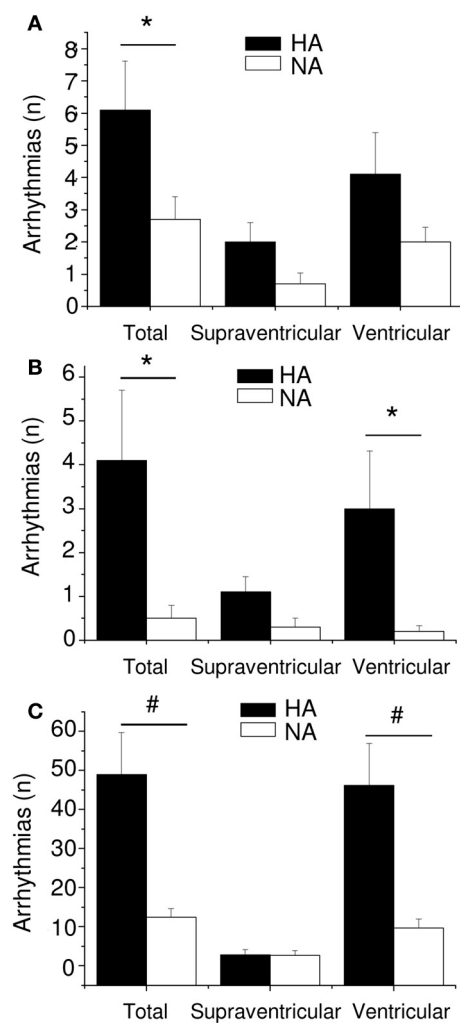 A
*
HA
NA
Arrhythmias (n)
8
7
6
5
4
3
2
1
0
Total Supraventricular Ventricular
B
*
HA
NA
*
Arrhythmias (n)
6
5
4
3
2
1
0
Total Supraventricular Ventricular
C
#
HA
NA
#
Arrhythmias (n)
60
50
40
30
20
10
0
Total Supraventricular Ventricular